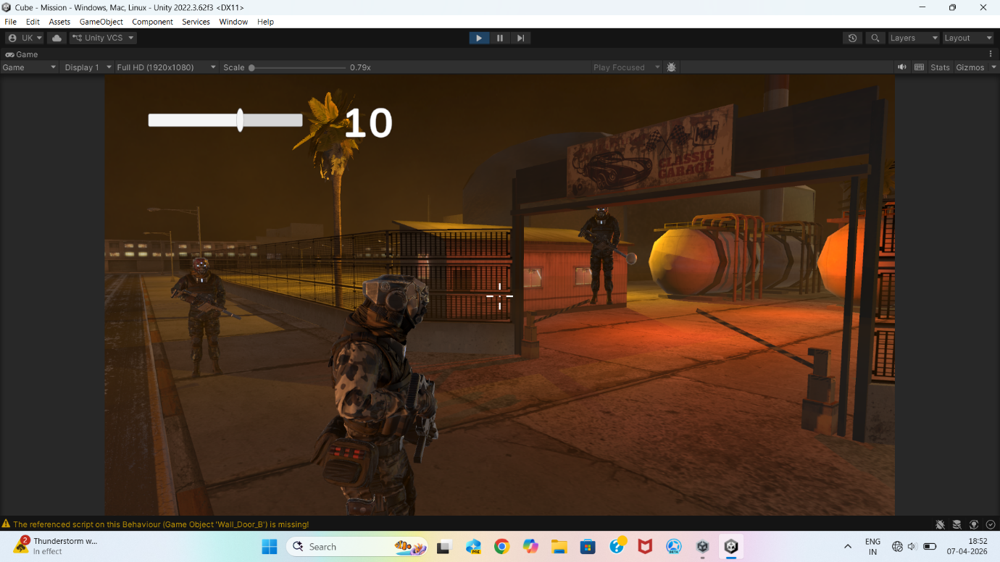 Cube - Mission - Windows, Mac, Linux - Unity 2022.3.62f3 <DX11>
File Edit Assets GameObject Component Services Window Help
UK Unity VCS Layers Layout
Game
Game Display 1 Full HD (1920x1080) Scale 0.79x Play Focused Stats Gizmos
10
CLASSIC
GARAGE
The referenced script on this Behaviour (Game Object 'Wall_Door_B') is missing!
2 Thunderstorm w...
In effect
Search
PRE
BETA
ENG
IN
18:52
07-04-2026